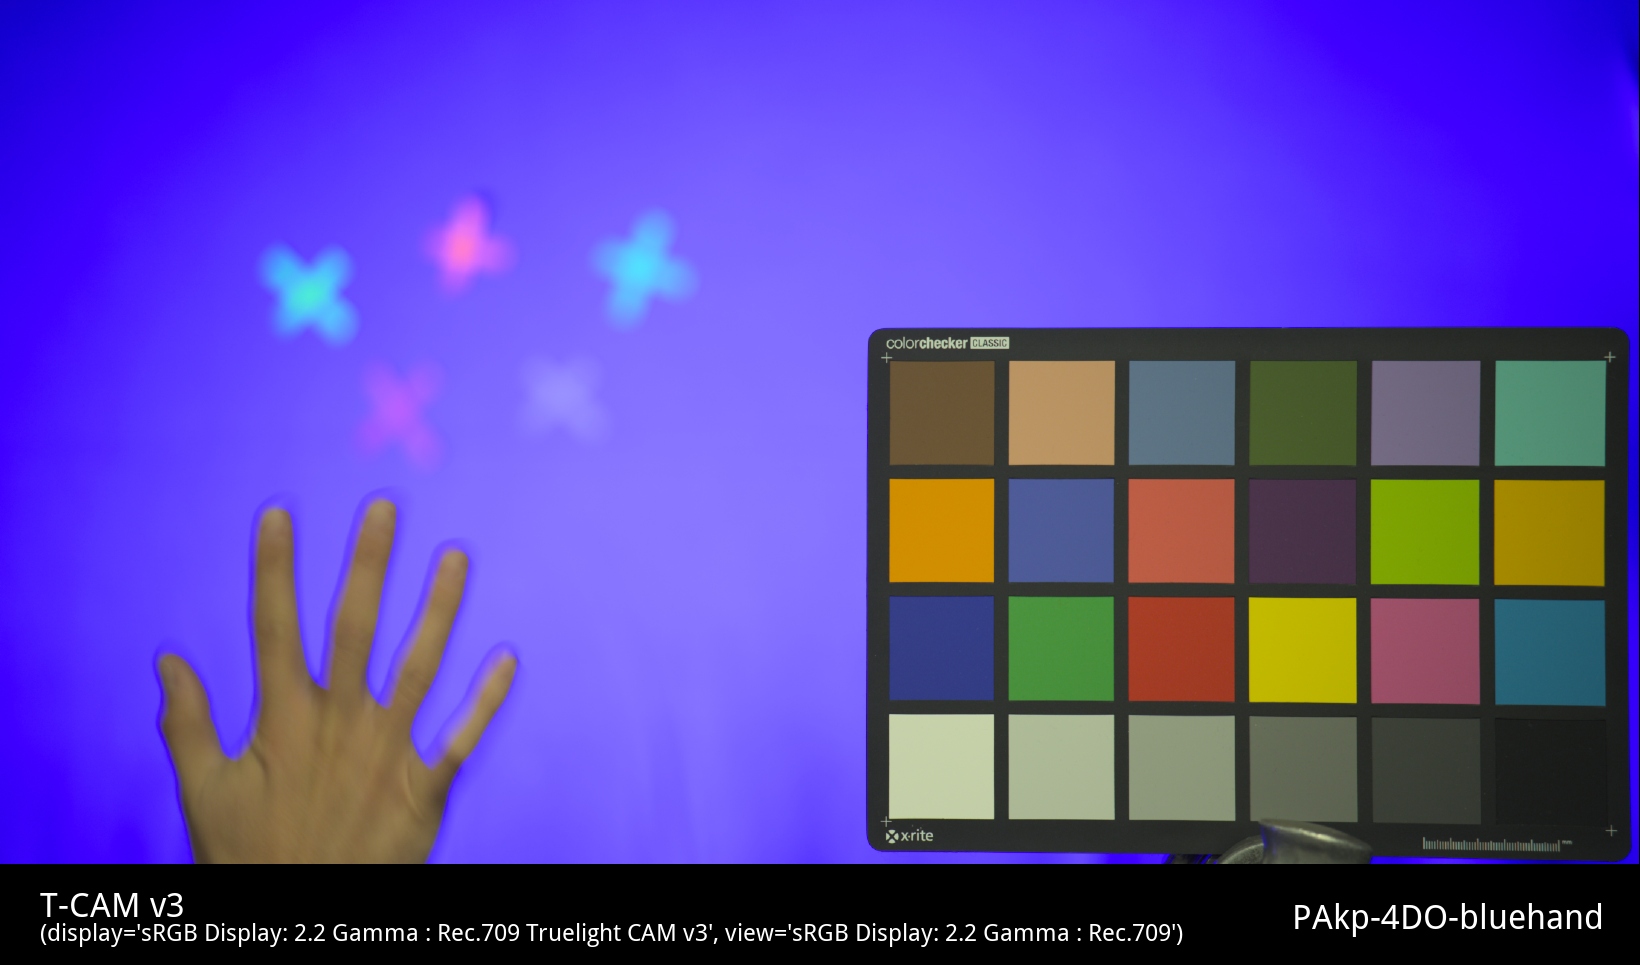 colorchecker CLASSIC
x-rite
mm
T-CAM v3
(display='sRGB Display: 2.2 Gamma : Rec.709 Truelight CAM v3', view='sRGB Display: 2.2 Gamma : Rec.709')
PAkp-4DO-bluehand